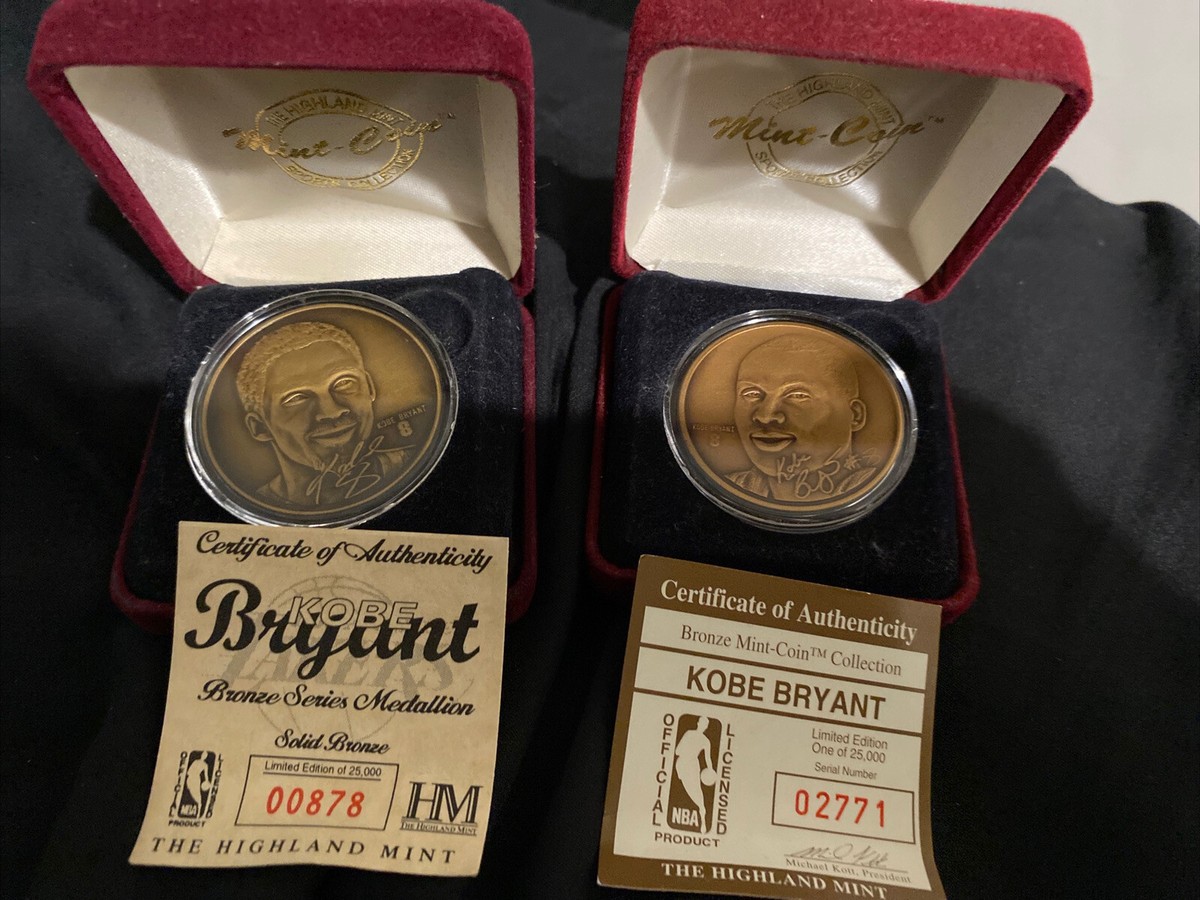 THE HIGHLAND MINT
"Mint-Coin"™
SPORTS COLLECTION
THE HIGHLAND MINT
"Mint-Coin"™
SPORTS COLLECTION
KOBE BRYANT
8
Kobe
KOBE BRYANT
8
Kobe
Certificate of Authenticity
KOBE
Bryant
LAKERS
Bronze Series Medallion
Solid Bronze
OFFICIAL
NBA
LICENSED
PRODUCT
Limited Edition of 25,000
00878
HM
THE HIGHLAND MINT
THE HIGHLAND MINT
Certificate of Authenticity
Bronze Mint-Coin™ Collection
KOBE BRYANT
OFFICIAL
NBA
LICENSED
PRODUCT
Limited Edition
One of 25,000
Serial Number
02771
Michael Kott, President
THE HIGHLAND MINT